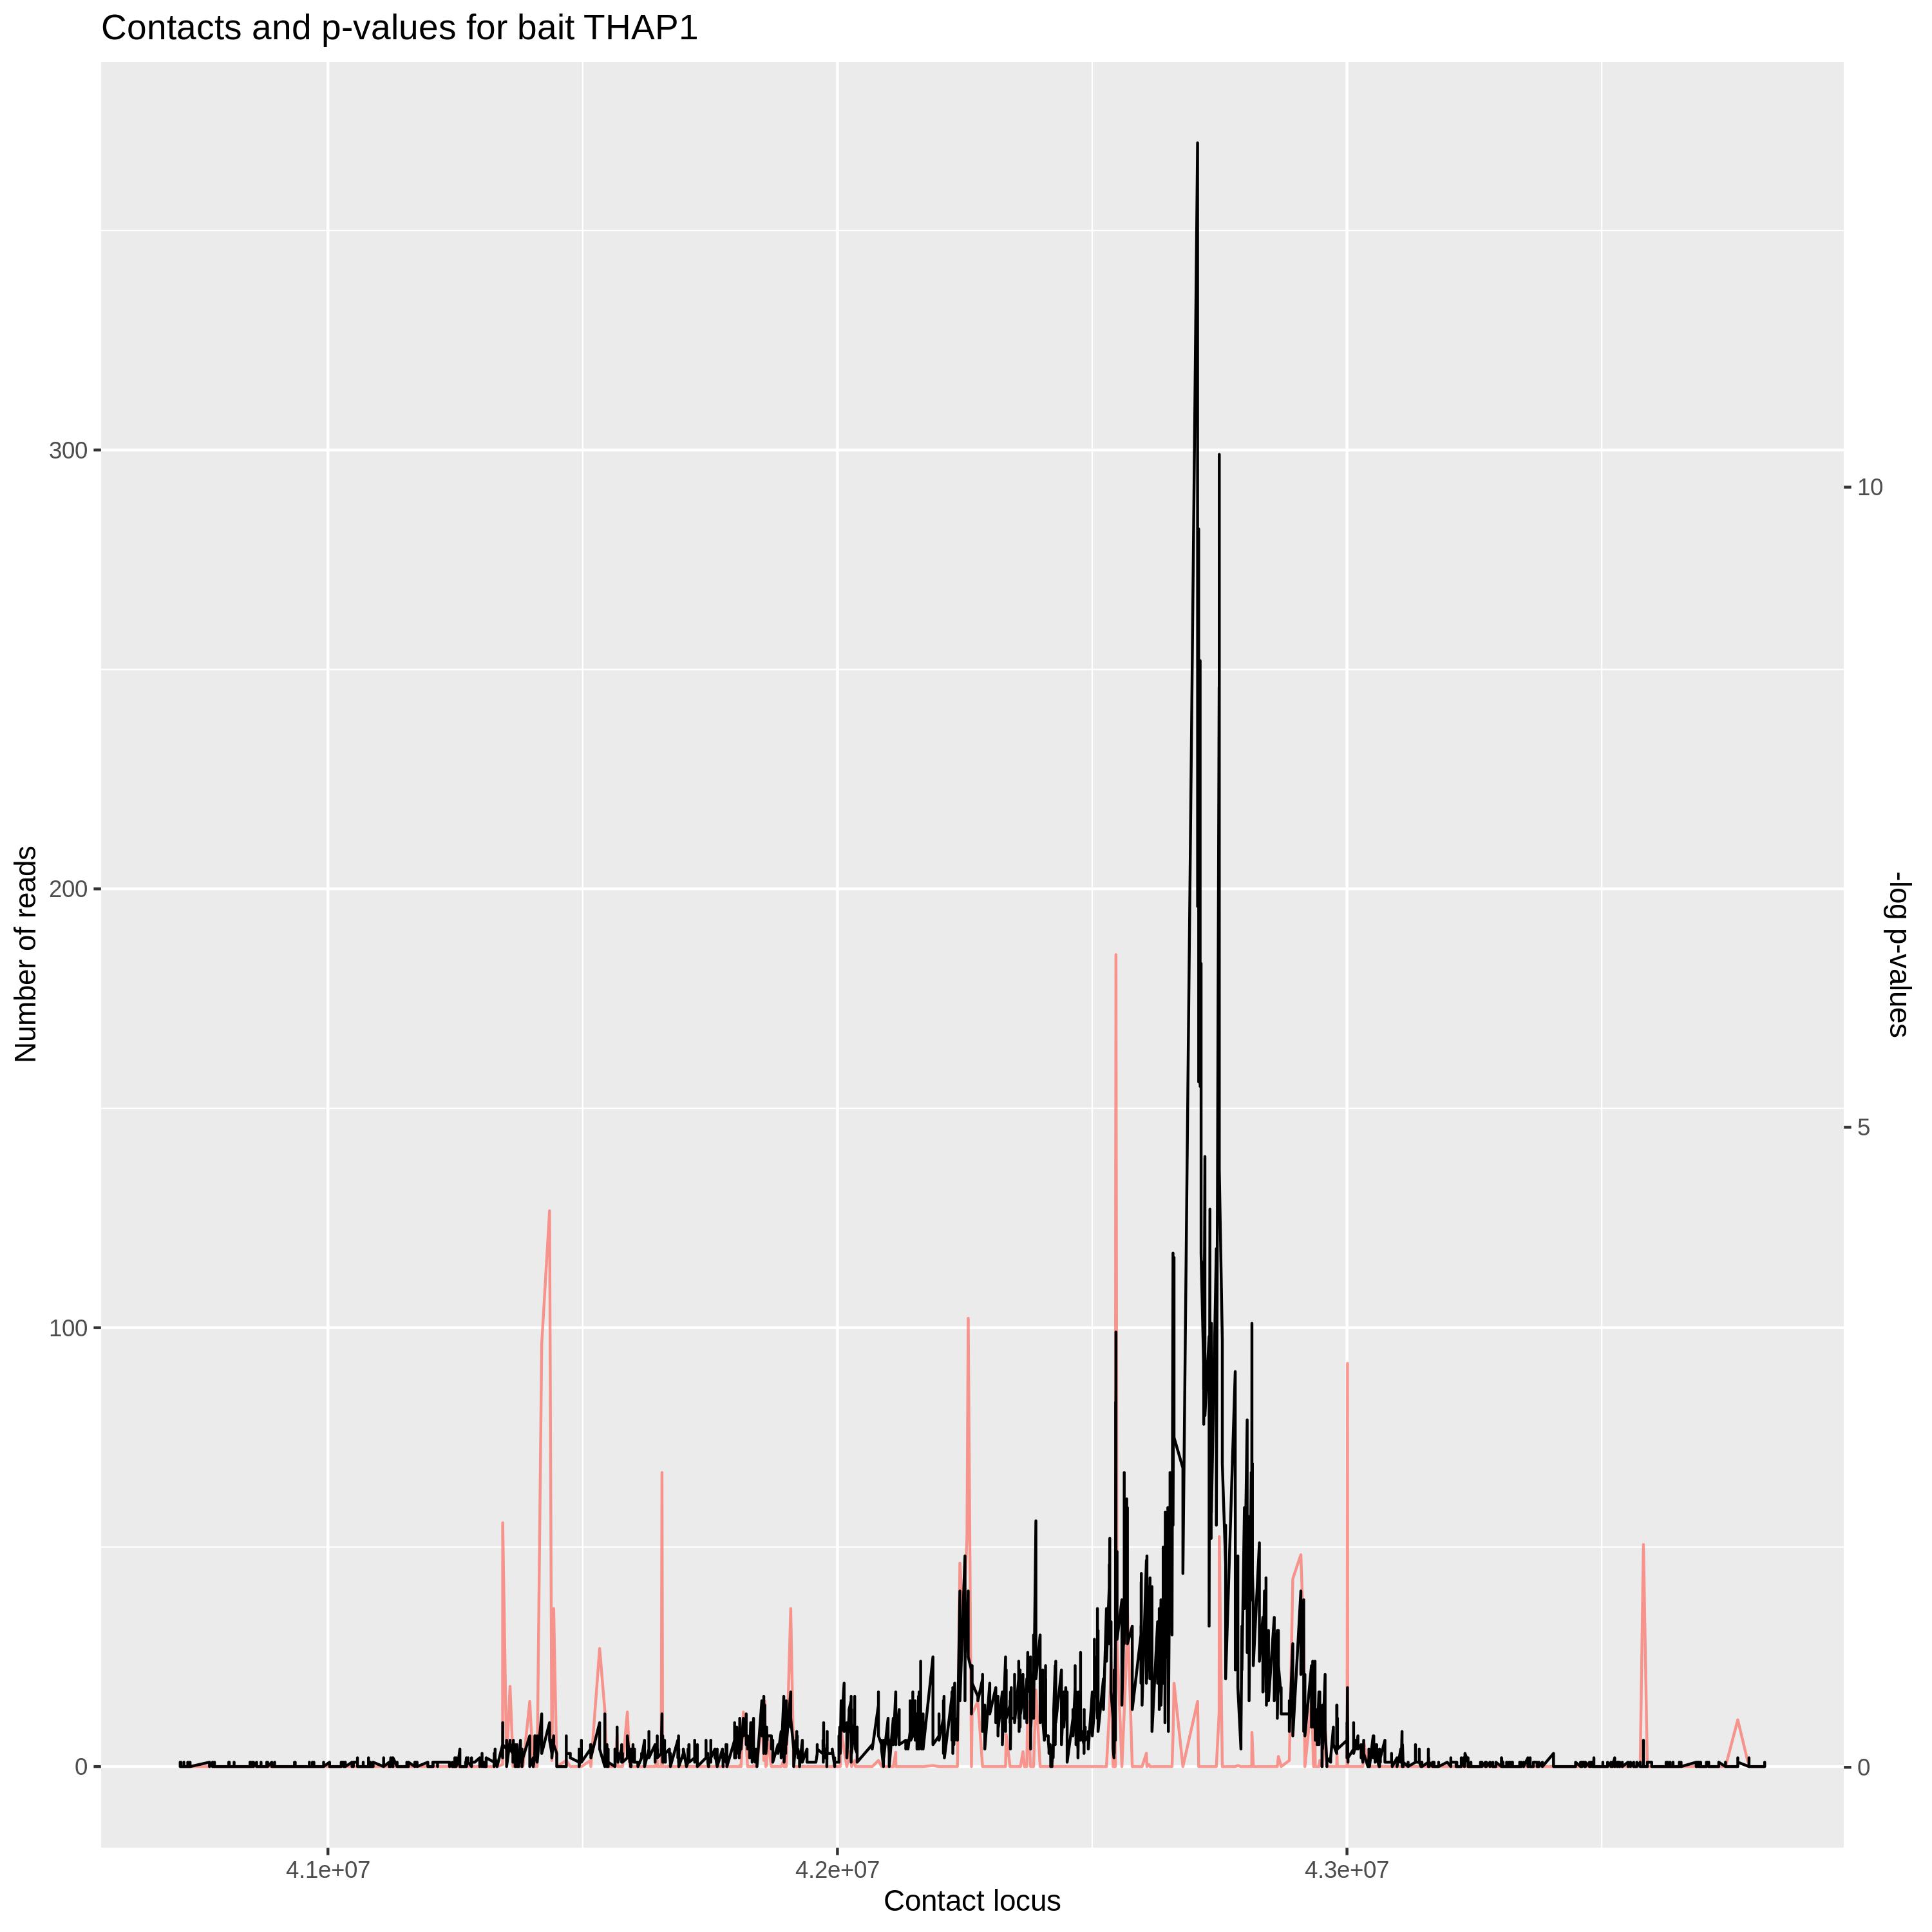 Contacts and p-values for bait THAP1
300
200
100
0
Number of reads
10
5
0
-log p-values
4.1e+07
4.2e+07
4.3e+07
Contact locus